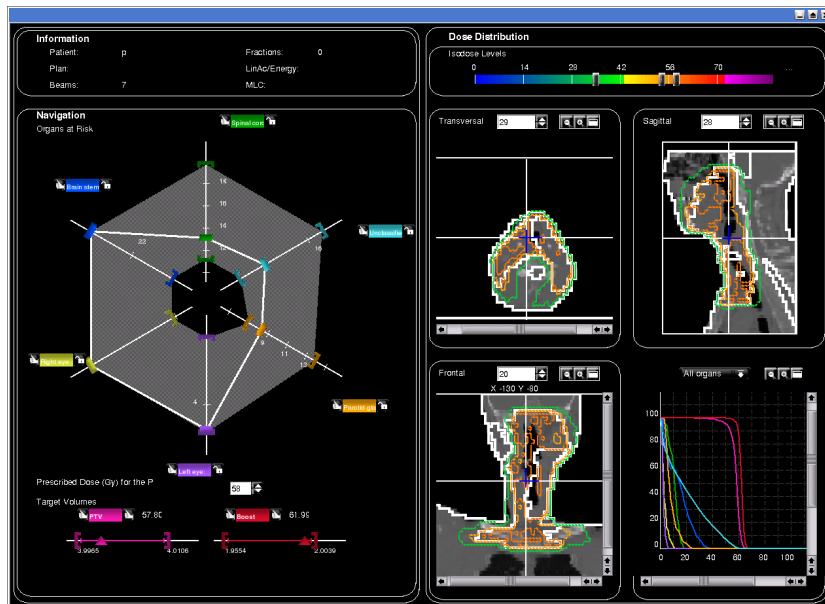 Information
Patient: p Fractions: 0
Plan: LinAc/Energy:
Beams: 7 MLC:
Navigation
Organs at Risk
Spinal corc
Brain stem
22
14
16
Unclassifie
9
11
13
Right eye
Parotid gla
4
Left eye:
Prescribed Dose (Gy) for the P 58
Target Volumes
PTV 57.80 Boost 61.99
3.9965 4.0106 1.9554 2.0039
Dose Distribution
Isodose Levels
0 14 28 42 56 70 ...
Transversal 29
Sagittal 28
Frontal 20
X -130 Y -80
All organs
100
80
60
40
20
0
0 20 40 60 80 100